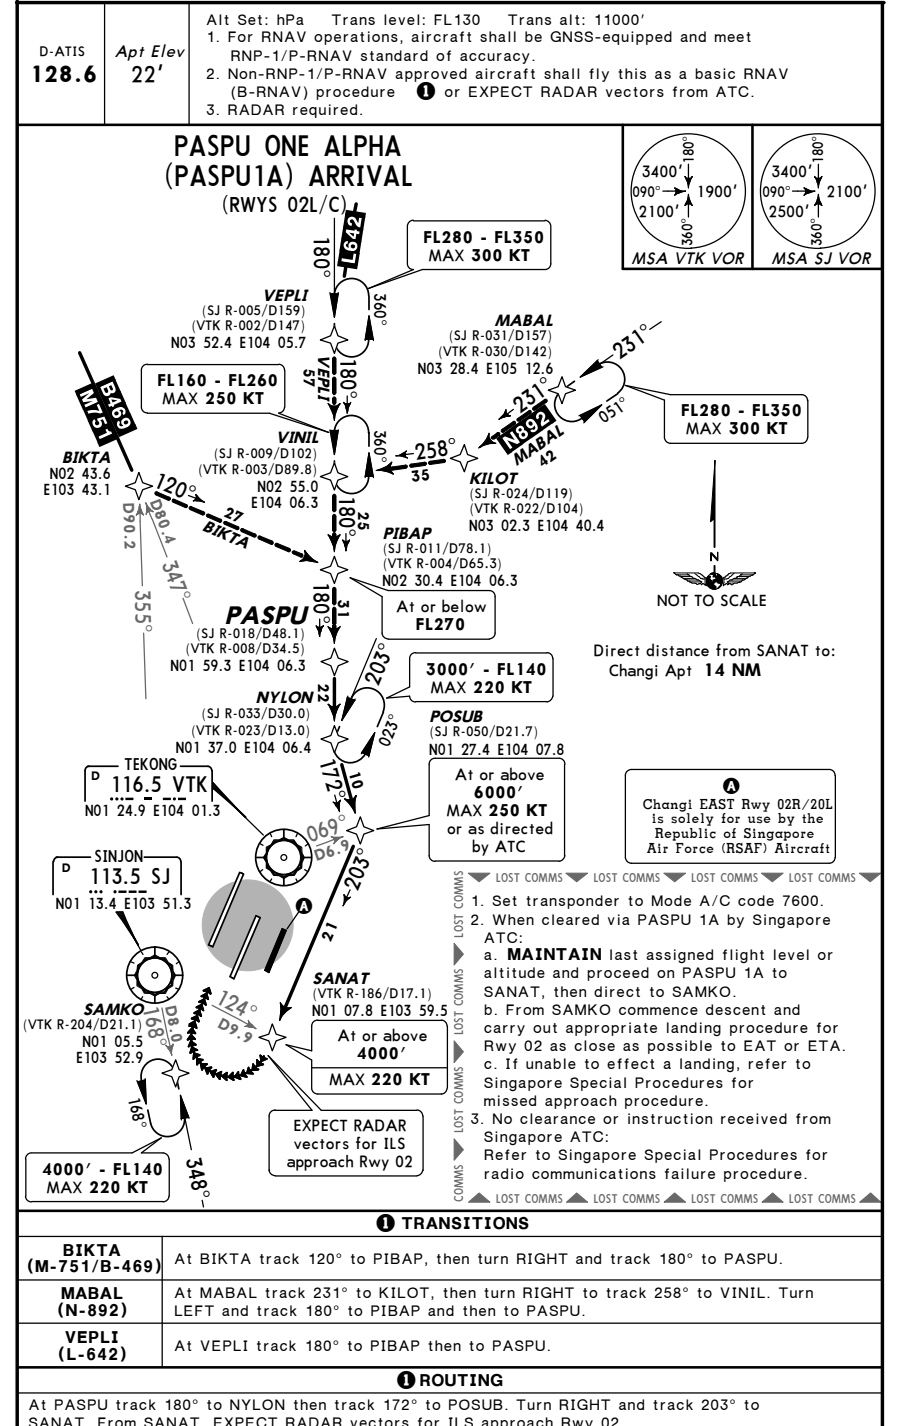 Alt Set: hPa Trans level: FL130 Trans alt: 11000'
1. For RNAV operations, aircraft shall be GNSS-equipped and meet
RNP-1/P-RNAV standard of accuracy.
2. Non-RNP-1/P-RNAV approved aircraft shall fly this as a basic RNAV
(B-RNAV) procedure 1 or EXPECT RADAR vectors from ATC.
3. RADAR required.
D-ATIS
128.6
Apt Elev
22'
PASPU ONE ALPHA
(PASPU1A) ARRIVAL
(RWYS 02L/C)
180°
3400'
090°
1900'
2100'
360°
MSA VTK VOR
180°
3400'
090°
2100'
2500'
360°
MSA SJ VOR
L642
180°
FL280 - FL350
MAX 300 KT
VEPLI
(SJ R-005/D159)
(VTK R-002/D147)
N03 52.4 E104 05.7
360°
MABAL
(SJ R-031/D157)
(VTK R-030/D142)
N03 28.4 E105 12.6
231°
231°
051°
N892
MABAL
42
FL280 - FL350
MAX 300 KT
VEPLI
57
180°
FL160 - FL260
MAX 250 KT
B469
M751
VINIL
(SJ R-009/D102)
(VTK R-003/D89.8)
N02 55.0
E104 06.3
360°
258°
35
KILOT
(SJ R-024/D119)
(VTK R-022/D104)
N03 02.3 E104 40.4
BIKTA
N02 43.6
E103 43.1
120°
27
BIKTA
D90.2
D80.4
347°
355°
180°
25
PIBAP
(SJ R-011/D78.1)
(VTK R-004/D65.3)
N02 30.4 E104 06.3
N
NOT TO SCALE
At or below
FL270
180°
31
PASPU
(SJ R-018/D48.1)
(VTK R-008/D34.5)
N01 59.3 E104 06.3
Direct distance from SANAT to:
Changi Apt 14 NM
203°
22
3000' - FL140
MAX 220 KT
NYLON
(SJ R-033/D30.0)
(VTK R-023/D13.0)
N01 37.0 E104 06.4
023°
POSUB
(SJ R-050/D21.7)
N01 27.4 E104 07.8
172°
10
At or above
6000'
MAX 250 KT
or as directed
by ATC
TEKONG
D
116.5 VTK
N01 24.9 E104 01.3
069°
D6.9
A
Changi EAST Rwy 02R/20L
is solely for use by the
Republic of Singapore
Air Force (RSAF) Aircraft
SINJON
D
113.5 SJ
N01 13.4 E103 51.3
A
203°
21
LOST COMMS LOST COMMS LOST COMMS LOST COMMS
LOST COMMS LOST COMMS LOST COMMS
1. Set transponder to Mode A/C code 7600.
2. When cleared via PASPU 1A by Singapore
ATC:
a. MAINTAIN last assigned flight level or
altitude and proceed on PASPU 1A to
SANAT, then direct to SAMKO.
b. From SAMKO commence descent and
carry out appropriate landing procedure for
Rwy 02 as close as possible to EAT or ETA.
c. If unable to effect a landing, refer to
Singapore Special Procedures for
missed approach procedure.
3. No clearance or instruction received from
Singapore ATC:
Refer to Singapore Special Procedures for
radio communications failure procedure.
COMMS LOST COMMS LOST COMMS LOST COMMS LOST COMMS
SANAT
(VTK R-186/D17.1)
N01 07.8 E103 59.5
124°
D9.9
SAMKO
(VTK R-204/D21.1)
N01 05.5
E103 52.9
D8.0
168°
At or above
4000'
MAX 220 KT
168°
348°
EXPECT RADAR
vectors for ILS
approach Rwy 02
4000' - FL140
MAX 220 KT
1 TRANSITIONS
BIKTA
(M-751/B-469)
At BIKTA track 120° to PIBAP, then turn RIGHT and track 180° to PASPU.
MABAL
(N-892)
At MABAL track 231° to KILOT, then turn RIGHT to track 258° to VINIL. Turn
LEFT and track 180° to PIBAP and then to PASPU.
VEPLI
(L-642)
At VEPLI track 180° to PIBAP then to PASPU.
1 ROUTING
At PASPU track 180° to NYLON then track 172° to POSUB. Turn RIGHT and track 203° to
SANAT. From SANAT, EXPECT RADAR vectors for ILS approach Rwy 02.